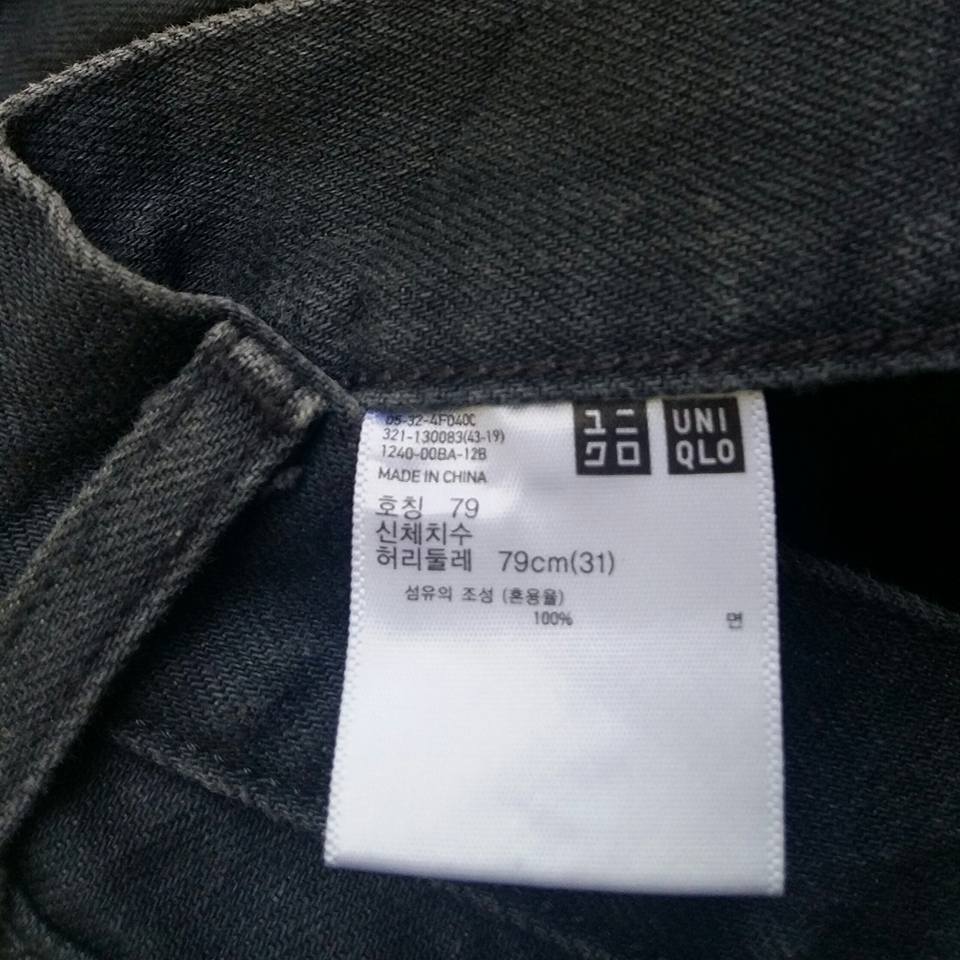 05-32-4F040C
321-130083(43-19)
1240-00BA-12B
MADE IN CHINA
ユニ
クロ
UNI
QLO
호칭 79
신체치수
허리둘레 79cm(31)
섬유의 조성 (혼용율)
100% 면